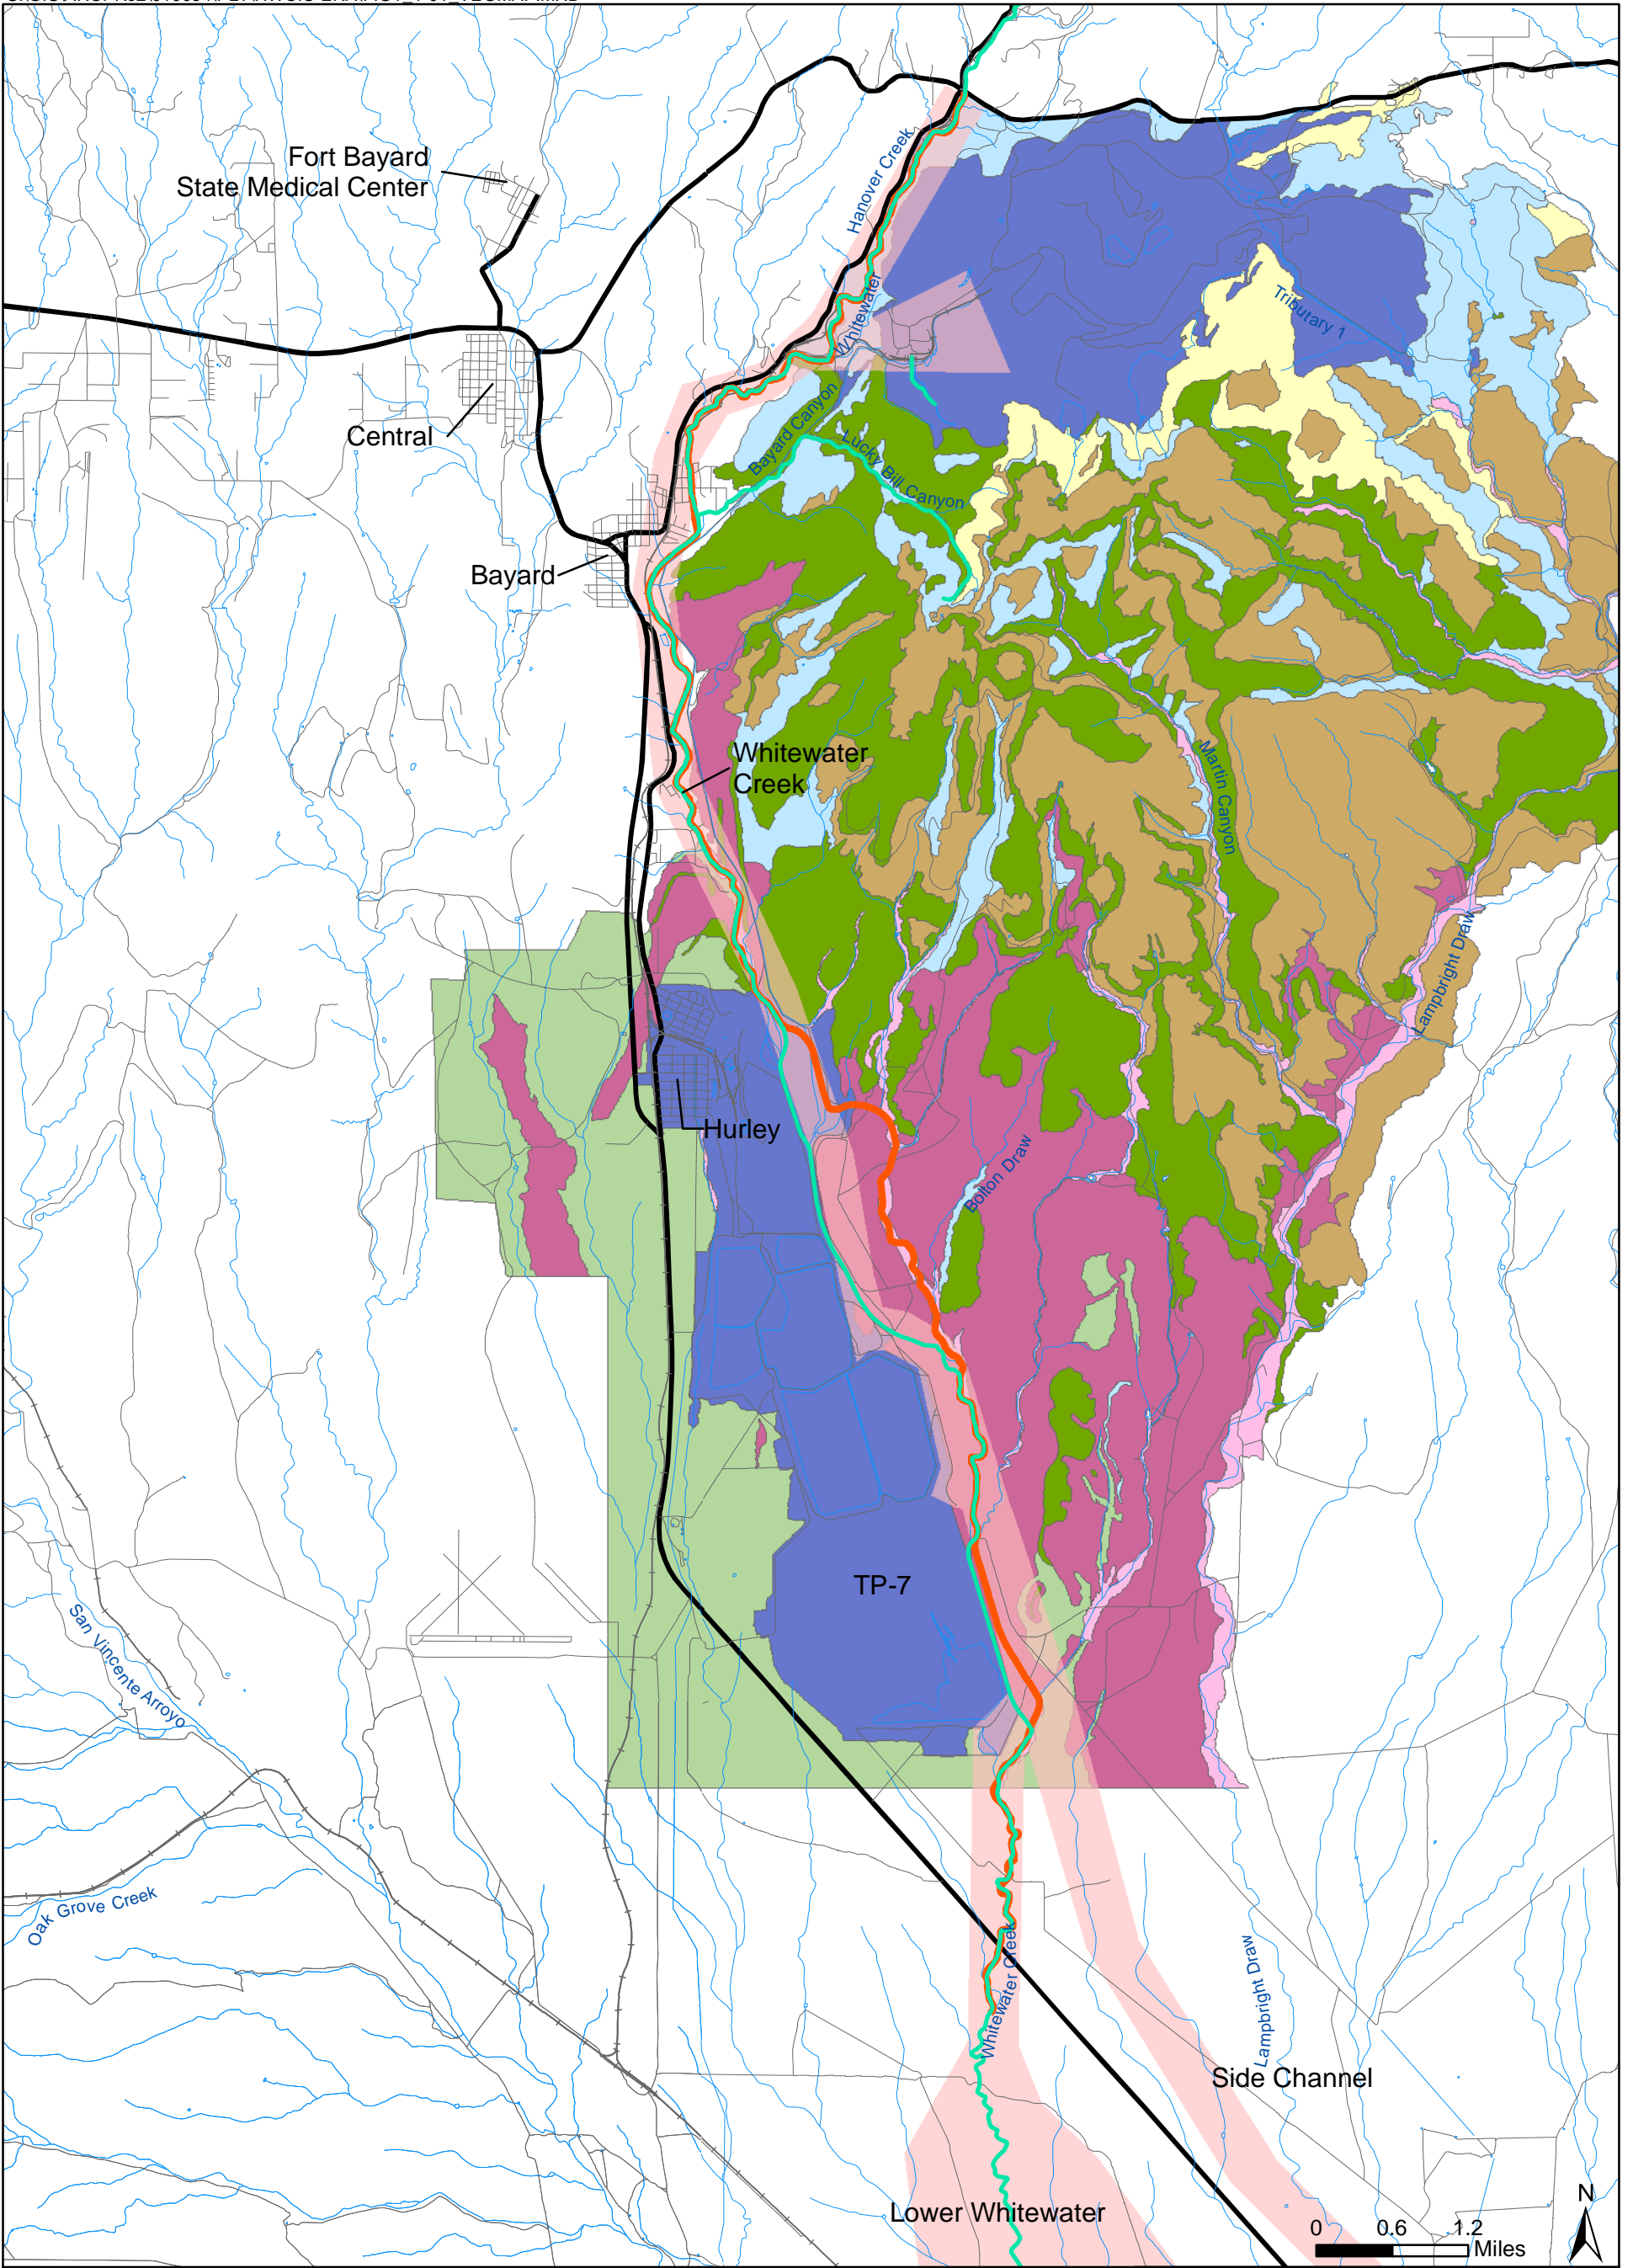 Fort Bayard
State Medical Center
Hanover Creek
Whitewater
Tributary 1
Central
Bayard Canyon
Lucky Bill Canyon
Bayard
Whitewater
Creek
Martin Canyon
Lampbright Draw
Hurley
Bolton Draw
TP-7
San Vincente Arroyo
Oak Grove Creek
Whitewater Creek
Lampbright Draw
Side Channel
Lower Whitewater
N
0 0.6 1.2
Miles